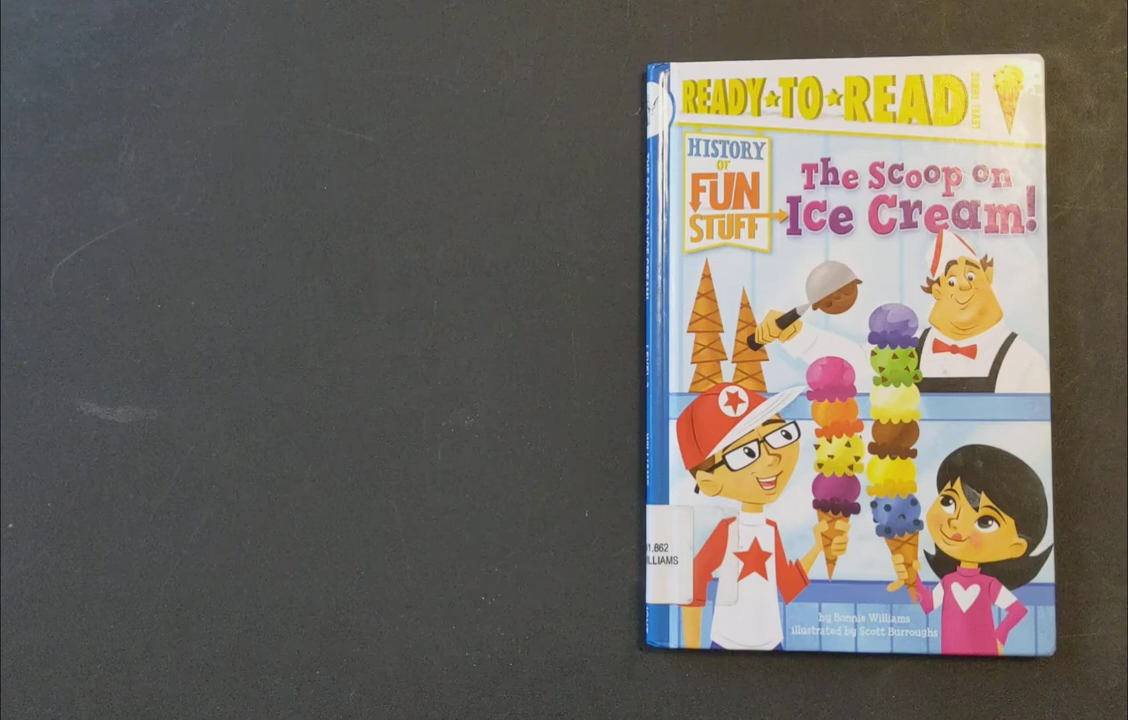 READY★TO★READ
HISTORY
OF
FUN
STUFF
The Scoop on
Ice Cream!
1.862
LLIAMS
by Bonnie Williams
illustrated by Scott Burroughs